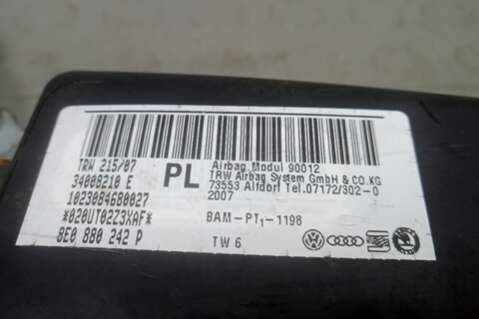 TRW 215/07
34008210 E
1023084680027
*020UT02Z3XAF*
8E0 880 242 P
PL
Airbag Modul 90012
TRW Airbag System GmbH & CO.KG
73553 Alfdorf Tel.07172/302-0
2007
BAM-PT1-1198
TW 6